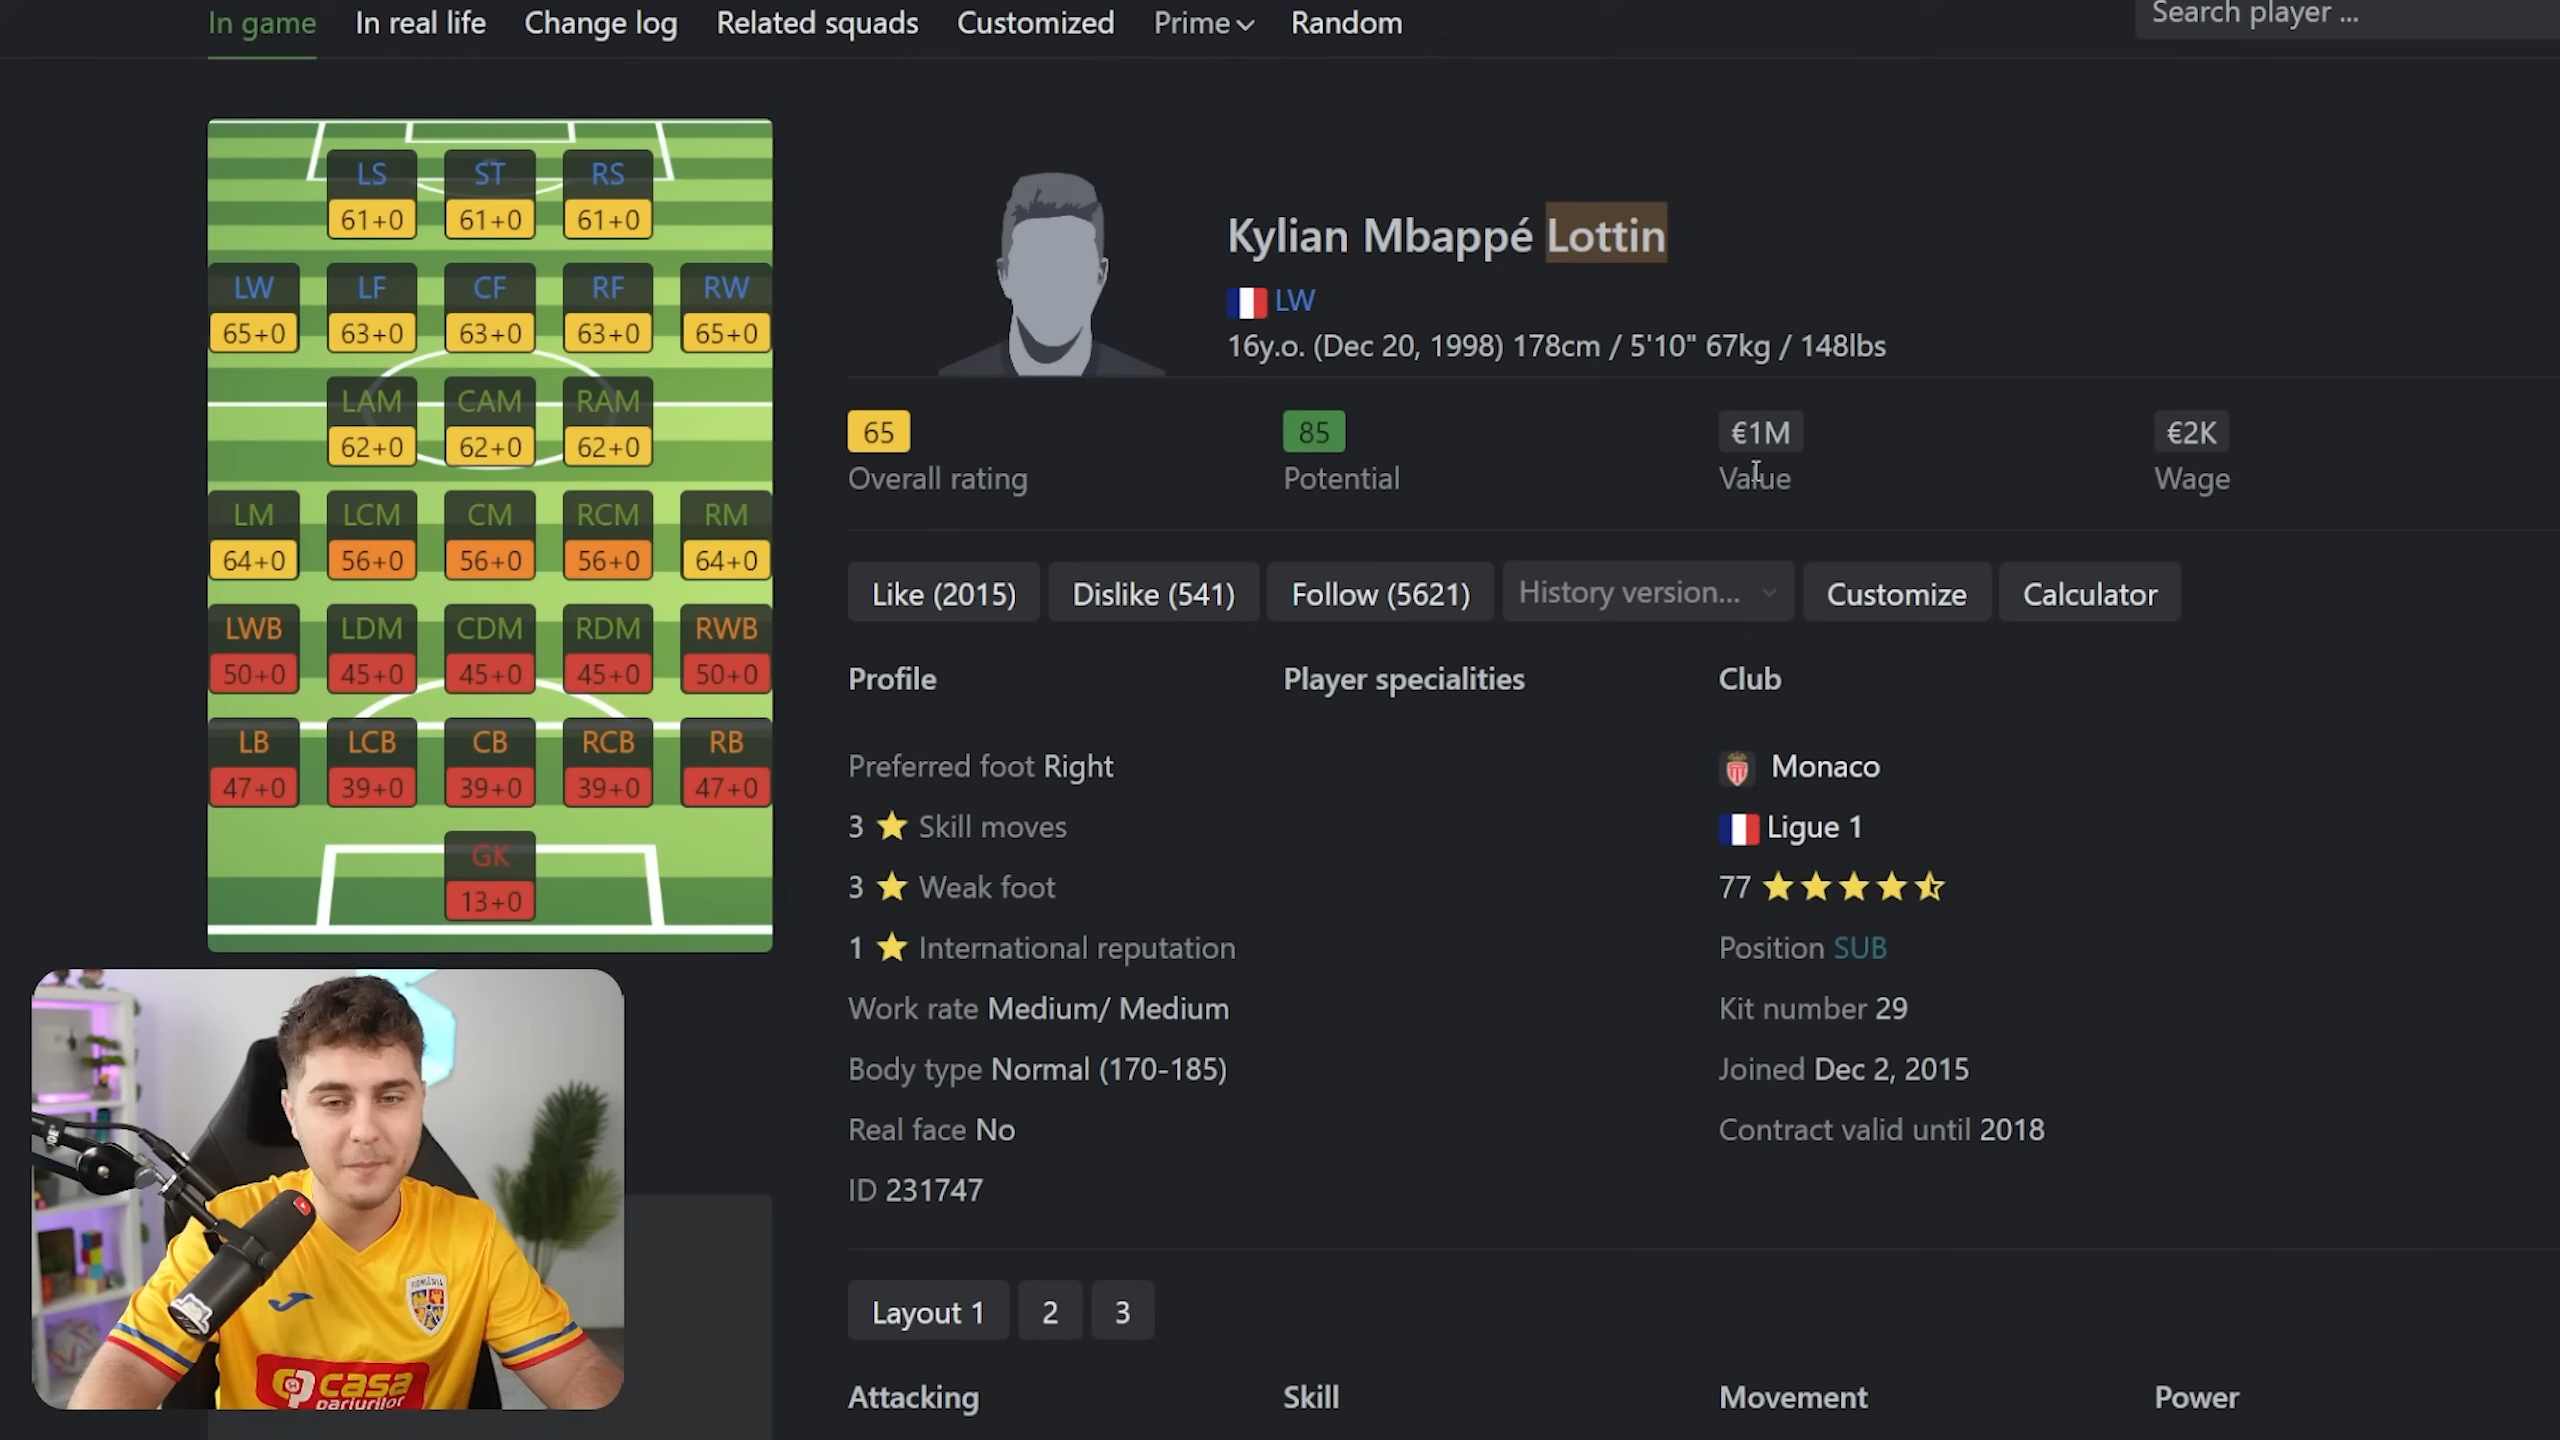 In game In real life Change log Related squads Customized Prime Random
Search player ...
LS ST RS
61+0 61+0 61+0
LW LF CF RF RW
65+0 63+0 63+0 63+0 65+0
LAM CAM RAM
62+0 62+0 62+0
LM LCM CM RCM RM
64+0 56+0 56+0 56+0 64+0
LWB LDM CDM RDM RWB
50+0 45+0 45+0 45+0 50+0
LB LCB CB RCB RB
47+0 39+0 39+0 39+0 47+0
GK
13+0
Kylian Mbappé Lottin
LW
16y.o. (Dec 20, 1998) 178cm / 5'10" 67kg / 148lbs
65 85 €1M €2K
Overall rating Potential Value Wage
Like (2015) Dislike (541) Follow (5621) History version... Customize Calculator
Profile
Preferred foot Right
3 Skill moves
3 Weak foot
1 International reputation
Work rate Medium/ Medium
Body type Normal (170-185)
Real face No
ID 231747
Player specialities
Club
Monaco
Ligue 1
77
Position SUB
Kit number 29
Joined Dec 2, 2015
Contract valid until 2018
Layout 1 2 3
Attacking Skill Movement Power
casa
pariurilor